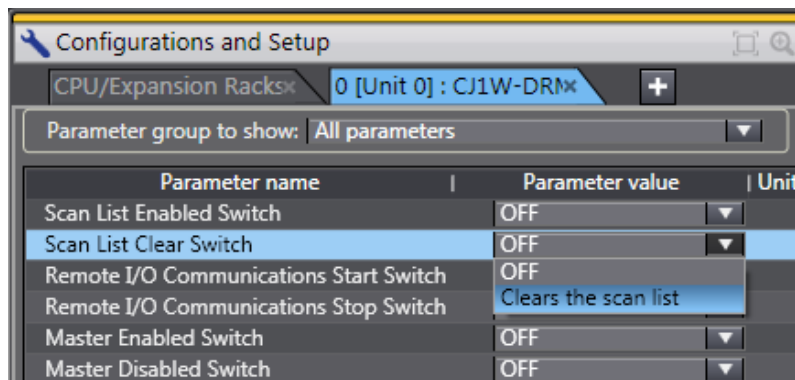 Configurations and Setup
CPU/Expansion Racks 0 [Unit 0] : CJ1W-DRM
Parameter group to show: All parameters
Parameter name Parameter value Unit
Scan List Enabled Switch OFF
Scan List Clear Switch OFF
Remote I/O Communications Start Switch OFF
Remote I/O Communications Stop Switch Clears the scan list
Master Enabled Switch OFF
Master Disabled Switch OFF